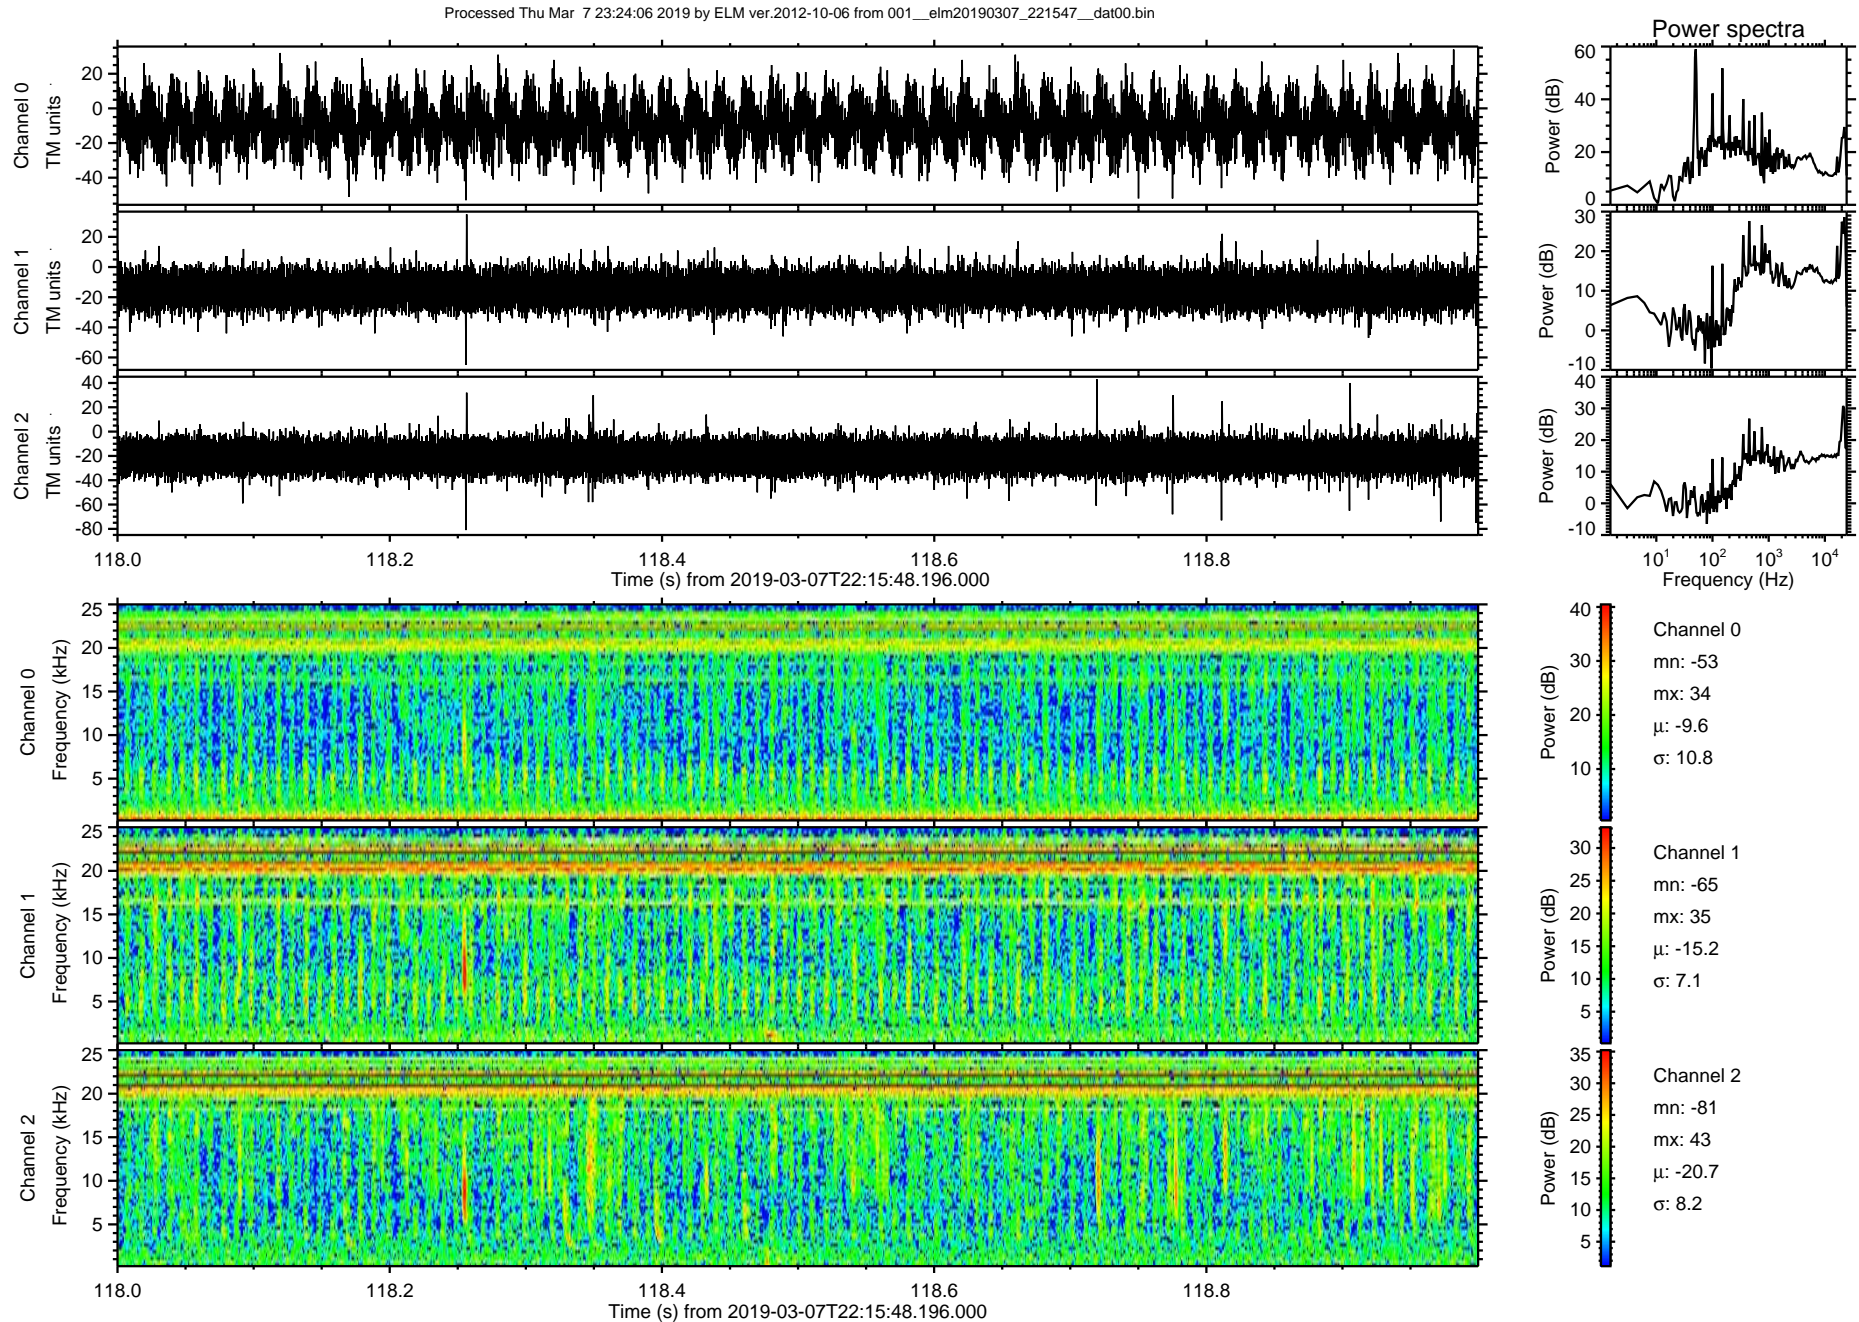 Processed Thu Mar  7 23:24:06 2019 by ELM ver.2012-10-06 from 001__elm20190307_221547__dat00.bin
Power spectra
Channel 0
TM units
20
0
-20
-40
Power (dB)
60
40
20
0
Channel 1
TM units
20
0
-20
-40
-60
Power (dB)
30
20
10
0
-10
Channel 2
TM units
40
20
0
-20
-40
-60
-80
Power (dB)
40
30
20
10
0
-10
118.0 118.2 118.4 118.6 118.8
Time (s) from 2019-03-07T22:15:48.196.000
10^1 10^2 10^3 10^4
Frequency (Hz)
Channel 0
Frequency (kHz)
25
20
15
10
5
Power (dB)
40
30
20
10
Channel 0
mn: -53
mx: 34
μ: -9.6
σ: 10.8
Channel 1
Frequency (kHz)
25
20
15
10
5
Power (dB)
30
25
20
15
10
5
Channel 1
mn: -65
mx: 35
μ: -15.2
σ: 7.1
Channel 2
Frequency (kHz)
25
20
15
10
5
Power (dB)
35
30
25
20
15
10
5
Channel 2
mn: -81
mx: 43
μ: -20.7
σ: 8.2
118.0 118.2 118.4 118.6 118.8
Time (s) from 2019-03-07T22:15:48.196.000